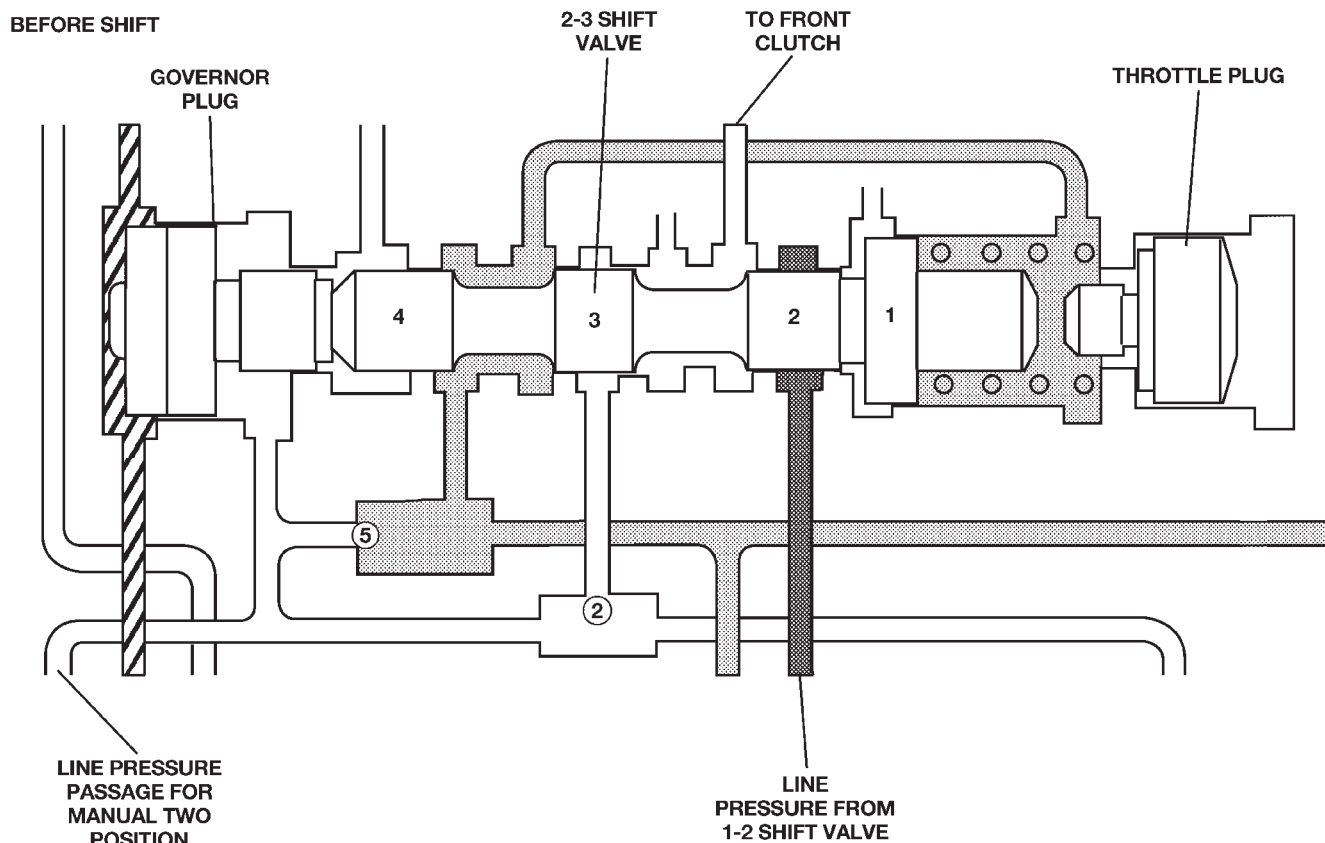 BEFORE SHIFT
2-3 SHIFT
VALVE
TO FRONT
CLUTCH
GOVERNOR
PLUG
THROTTLE PLUG
4
3
2
1
5
2
LINE PRESSURE
PASSAGE FOR
MANUAL TWO
POSITION
LINE
PRESSURE FROM
1-2 SHIFT VALVE